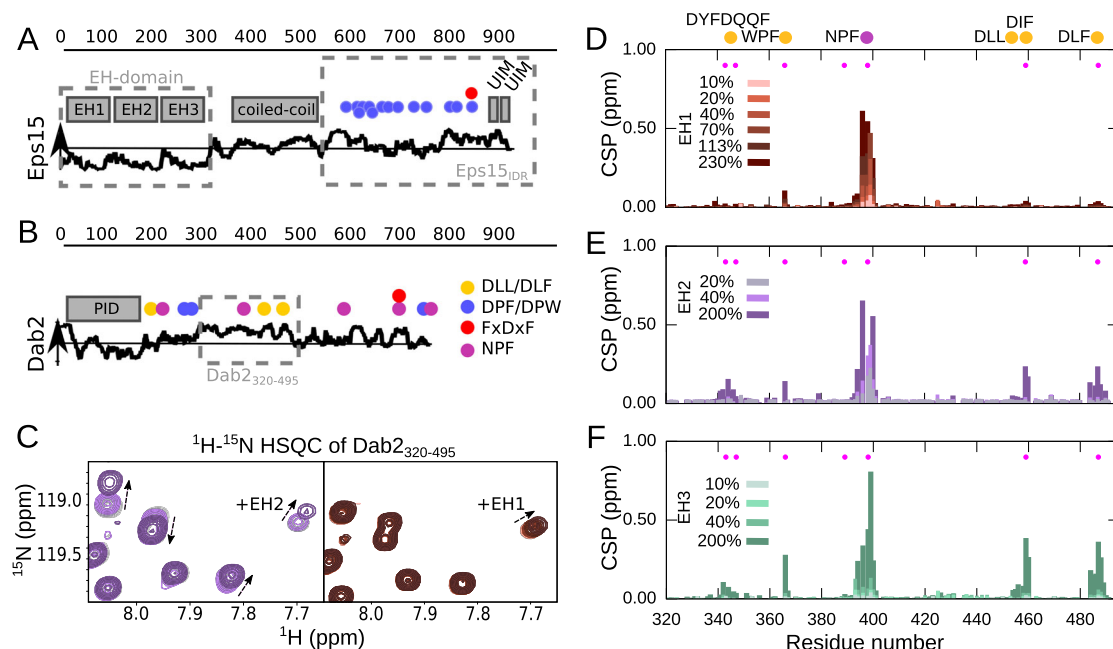 A
0 100 200 300 400 500 600 700 800 900
EH-domain
EH1 EH2 EH3 coiled-coil UIM UIM
Eps15
Eps15IDR
B
0 100 200 300 400 500 600 700 800 900
PID
DLL/DLF
DPF/DPW
FxDxF
NPF
Dab2
Dab2320-495
C
1H-15N HSQC of Dab2320-495
+EH2
+EH1
119.0
119.5
15N (ppm)
8.0 7.9 7.8 7.7 8.0 7.9 7.8 7.7
1H (ppm)
D
DYFDQQF
WPF
NPF
DLL
DIF
DLF
1.00
0.50
0.00
CSP (ppm)
EH1
10%
20%
40%
70%
113%
230%
E
1.00
0.50
0.00
CSP (ppm)
EH2
20%
40%
200%
F
1.00
0.50
0.00
CSP (ppm)
EH3
10%
20%
40%
200%
320 360 400 440 480
Residue number